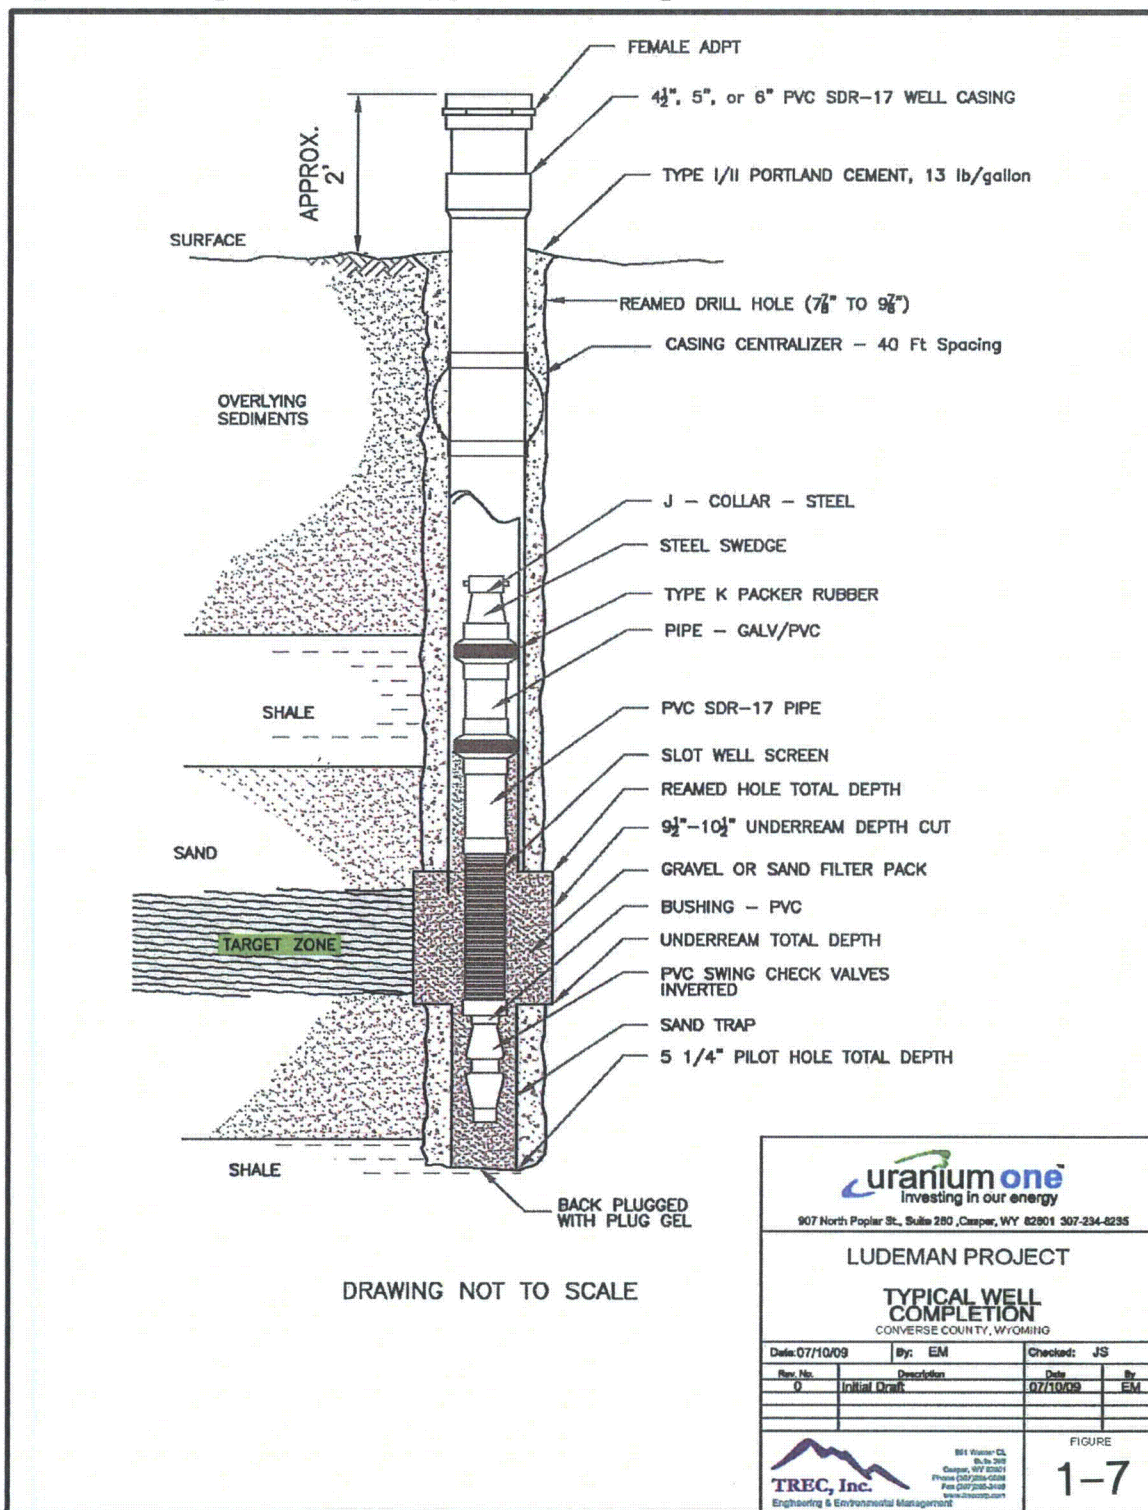 FEMALE ADPT
4½", 5", or 6" PVC SDR-17 WELL CASING
APPROX.
2'
TYPE I/II PORTLAND CEMENT, 13 lb/gallon
SURFACE
REAMED DRILL HOLE (7⅞" TO 9⅞")
CASING CENTRALIZER - 40 Ft Spacing
OVERLYING
SEDIMENTS
J - COLLAR - STEEL
STEEL SWEDGE
TYPE K PACKER RUBBER
PIPE - GALV/PVC
SHALE
PVC SDR-17 PIPE
SLOT WELL SCREEN
REAMED HOLE TOTAL DEPTH
9½"-10½" UNDERREAM DEPTH CUT
SAND
GRAVEL OR SAND FILTER PACK
BUSHING - PVC
TARGET ZONE
UNDERREAM TOTAL DEPTH
PVC SWING CHECK VALVES
INVERTED
SAND TRAP
5 1/4" PILOT HOLE TOTAL DEPTH
SHALE
BACK PLUGGED
WITH PLUG GEL
DRAWING NOT TO SCALE
uranium one™
investing in our energy
907 North Poplar St., Suite 260 ,Casper, WY 82601 307-234-8235
LUDEMAN PROJECT
TYPICAL WELL
COMPLETION
CONVERSE COUNTY, WYOMING
Date: 07/10/09 By: EM Checked: JS
Rev. No. Description Date By
0 Initial Draft 07/10/09 EM
TREC, Inc.
Engineering & Environmental Management
Casper, WY 82601
FIGURE
1-7